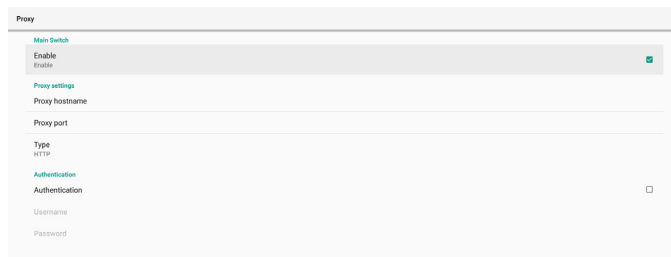 Proxy
Main Switch
Enable
Enable
Proxy settings
Proxy hostname
Proxy port
Type
HTTP
Authentication
Authentication
Username
Password